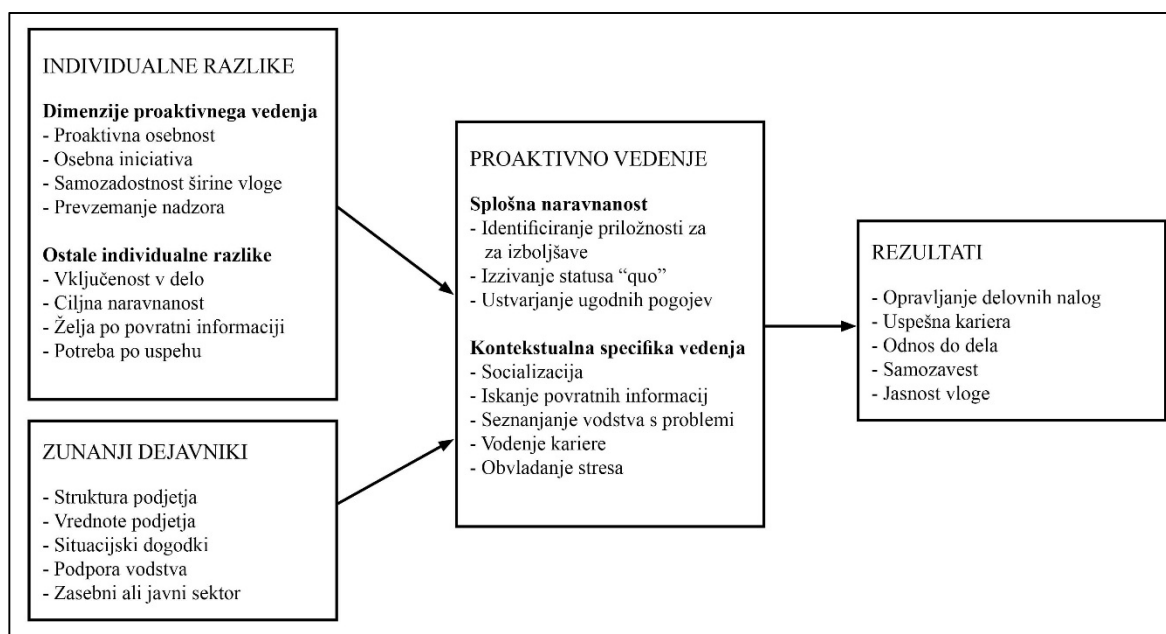 INDIVIDUALNE RAZLIKE
Dimenzije proaktivnega vedenja
- Proaktivna osebnost
- Osebna iniciativa
- Samozadostnost širine vloge
- Prevzemanje nadzora
Ostale individualne razlike
- Vključenost v delo
- Ciljna naravnanost
- Želja po povratni informaciji
- Potreba po uspehu
ZUNANJI DEJAVNIKI
- Struktura podjetja
- Vrednote podjetja
- Situacijski dogodki
- Podpora vodstva
- Zasebni ali javni sektor
PROAKTIVNO VEDENJE
Splošna naravnanost
- Identificiranje priložnosti za
za izboljšave
- Izzivanje statusa “quo”
- Ustvarjanje ugodnih pogojev
Kontekstualna specifika vedenja
- Socializacija
- Iskanje povratnih informacij
- Seznanjanje vodstva s problemi
- Vodenje kariere
- Obvladanje stresa
REZULTATI
- Opravljanje delovnih nalog
- Uspešna kariera
- Odnos do dela
- Samozavest
- Jasnost vloge